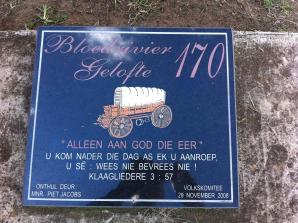 Bloedrivier 170
Gelofte
"ALLEEN AAN GOD DIE EER"
U KOM NADER DIE DAG AS EK U AANROEP,
U SÊ : WEES NIE BEVREES NIE !
KLAAGLIEDERE 3 : 57
ONTHUL DEUR:
MNR. PIET JACOBS
VOLKSKOMITEE
28 NOVEMBER 2008